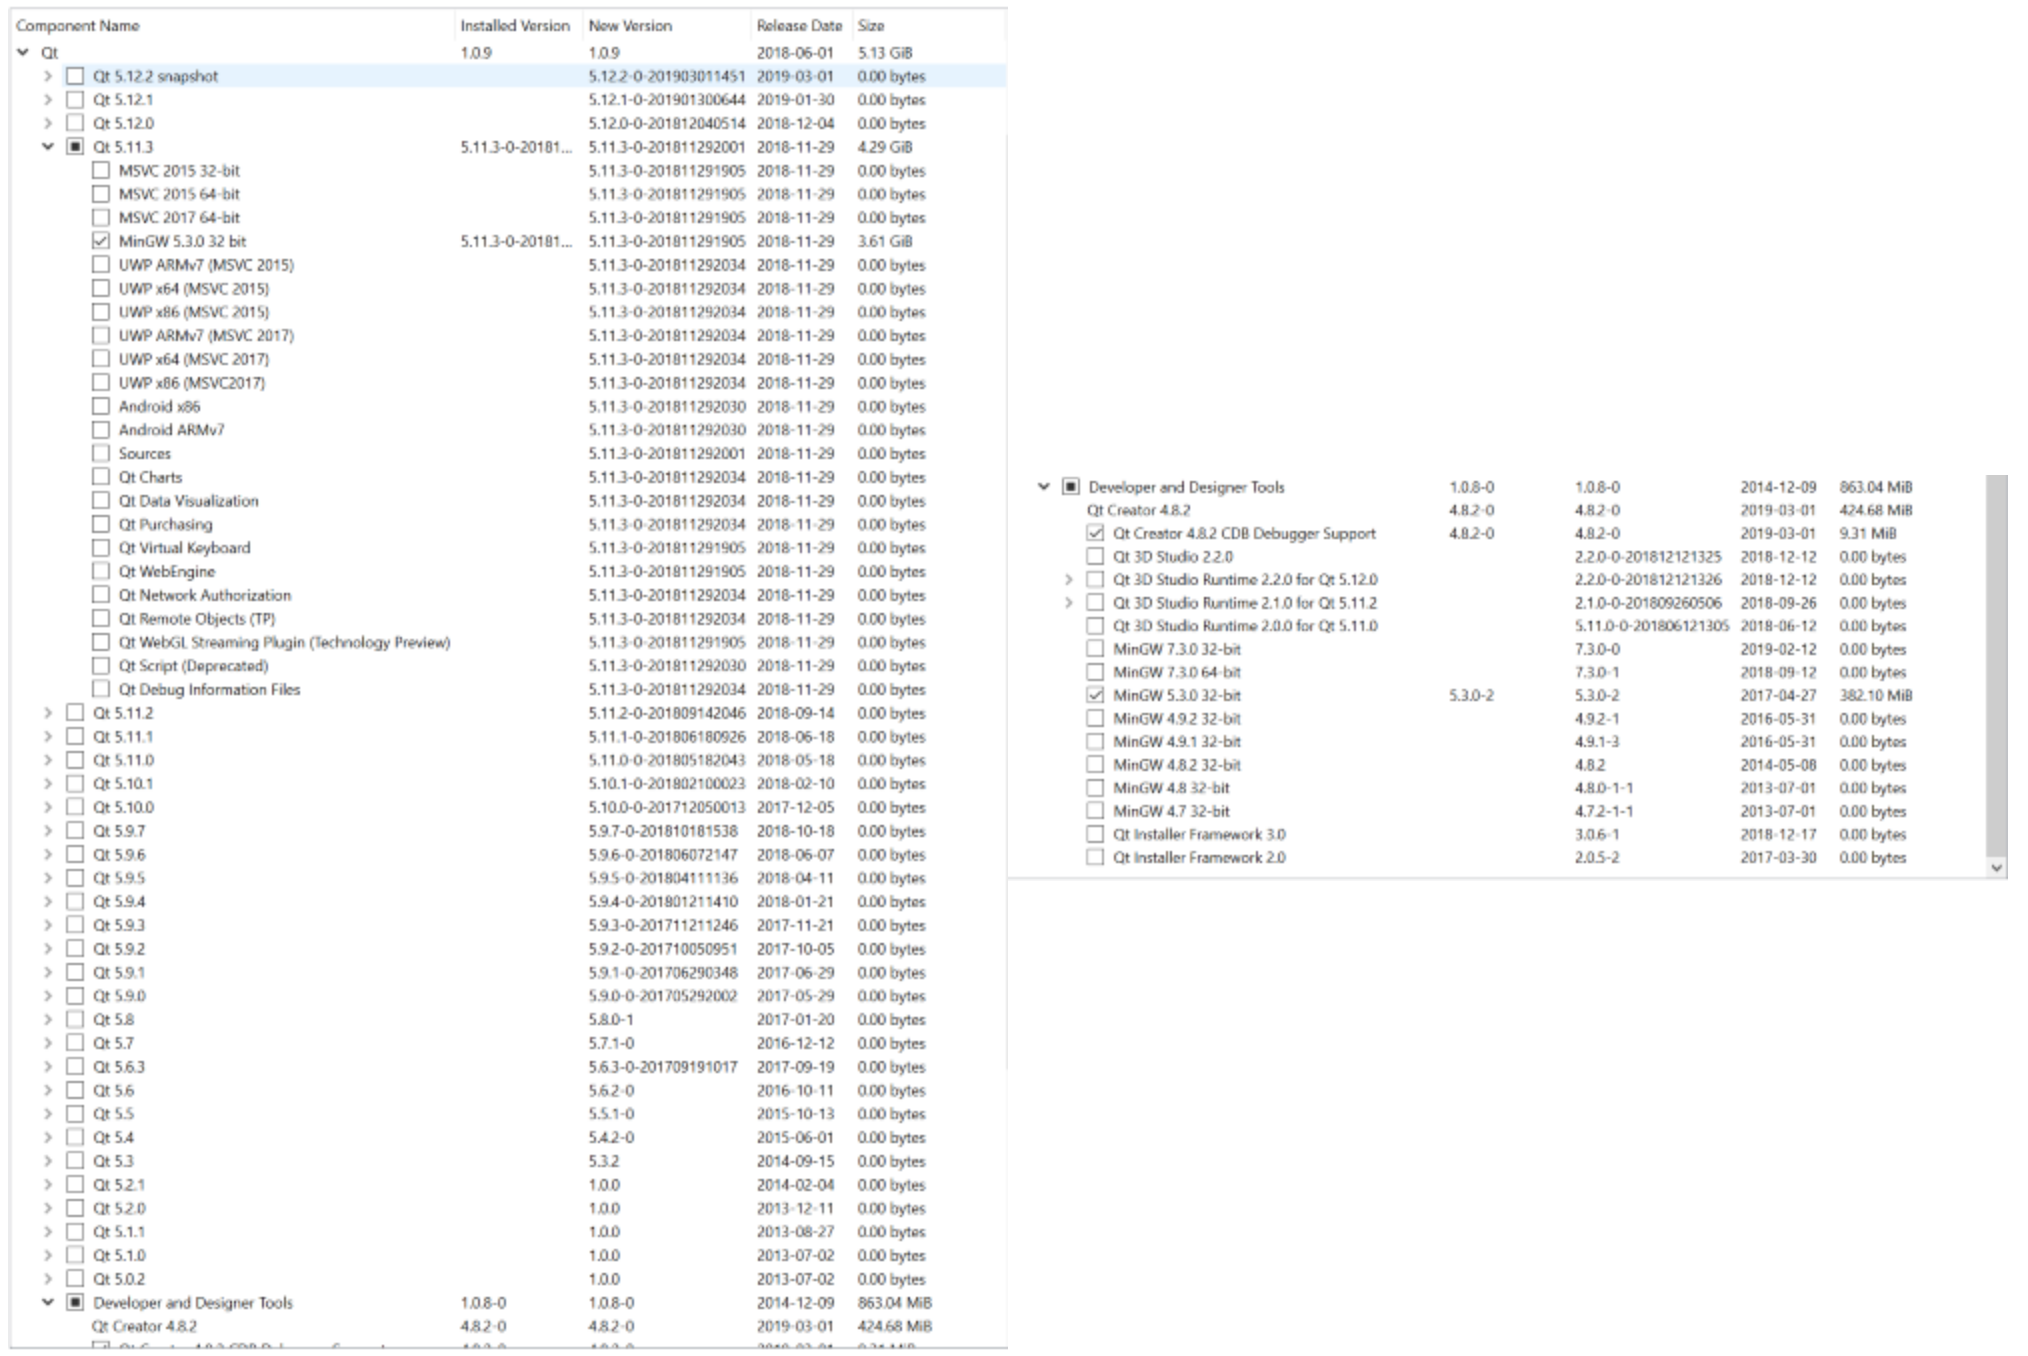 Component Name Installed Version New Version Release Date Size
Qt 1.0.9 1.0.9 2018-06-01 5.13 GiB
Qt 5.12.2 snapshot 5.12.2-0-201903011451 2019-03-01 0.00 bytes
Qt 5.12.1 5.12.1-0-201901300644 2019-01-30 0.00 bytes
Qt 5.12.0 5.12.0-0-201812040514 2018-12-04 0.00 bytes
Qt 5.11.3 5.11.3-0-20181... 5.11.3-0-201811292001 2018-11-29 4.29 GiB
MSVC 2015 32-bit 5.11.3-0-201811291905 2018-11-29 0.00 bytes
MSVC 2015 64-bit 5.11.3-0-201811291905 2018-11-29 0.00 bytes
MSVC 2017 64-bit 5.11.3-0-201811291905 2018-11-29 0.00 bytes
MinGW 5.3.0 32 bit 5.11.3-0-20181... 5.11.3-0-201811291905 2018-11-29 3.61 GiB
UWP ARMv7 (MSVC 2015) 5.11.3-0-201811292034 2018-11-29 0.00 bytes
UWP x64 (MSVC 2015) 5.11.3-0-201811292034 2018-11-29 0.00 bytes
UWP x86 (MSVC 2015) 5.11.3-0-201811292034 2018-11-29 0.00 bytes
UWP ARMv7 (MSVC 2017) 5.11.3-0-201811292034 2018-11-29 0.00 bytes
UWP x64 (MSVC 2017) 5.11.3-0-201811292034 2018-11-29 0.00 bytes
UWP x86 (MSVC2017) 5.11.3-0-201811292034 2018-11-29 0.00 bytes
Android x86 5.11.3-0-201811292030 2018-11-29 0.00 bytes
Android ARMv7 5.11.3-0-201811292030 2018-11-29 0.00 bytes
Sources 5.11.3-0-201811292001 2018-11-29 0.00 bytes
Qt Charts 5.11.3-0-201811292034 2018-11-29 0.00 bytes
Qt Data Visualization 5.11.3-0-201811292034 2018-11-29 0.00 bytes
Qt Purchasing 5.11.3-0-201811292034 2018-11-29 0.00 bytes
Qt Virtual Keyboard 5.11.3-0-201811291905 2018-11-29 0.00 bytes
Qt WebEngine 5.11.3-0-201811291905 2018-11-29 0.00 bytes
Qt Network Authorization 5.11.3-0-201811292034 2018-11-29 0.00 bytes
Qt Remote Objects (TP) 5.11.3-0-201811292034 2018-11-29 0.00 bytes
Qt WebGL Streaming Plugin (Technology Preview) 5.11.3-0-201811291905 2018-11-29 0.00 bytes
Qt Script (Deprecated) 5.11.3-0-201811292030 2018-11-29 0.00 bytes
Qt Debug Information Files 5.11.3-0-201811292034 2018-11-29 0.00 bytes
Qt 5.11.2 5.11.2-0-201809142046 2018-09-14 0.00 bytes
Qt 5.11.1 5.11.1-0-201806180926 2018-06-18 0.00 bytes
Qt 5.11.0 5.11.0-0-201805182043 2018-05-18 0.00 bytes
Qt 5.10.1 5.10.1-0-201802100023 2018-02-10 0.00 bytes
Qt 5.10.0 5.10.0-0-201712050013 2017-12-05 0.00 bytes
Qt 5.9.7 5.9.7-0-201810181538 2018-10-18 0.00 bytes
Qt 5.9.6 5.9.6-0-201806072147 2018-06-07 0.00 bytes
Qt 5.9.5 5.9.5-0-201804111136 2018-04-11 0.00 bytes
Qt 5.9.4 5.9.4-0-201801211410 2018-01-21 0.00 bytes
Qt 5.9.3 5.9.3-0-201711211246 2017-11-21 0.00 bytes
Qt 5.9.2 5.9.2-0-201710050951 2017-10-05 0.00 bytes
Qt 5.9.1 5.9.1-0-201706290348 2017-06-29 0.00 bytes
Qt 5.9.0 5.9.0-0-201705292002 2017-05-29 0.00 bytes
Qt 5.8 5.8.0-1 2017-01-20 0.00 bytes
Qt 5.7 5.7.1-0 2016-12-12 0.00 bytes
Qt 5.6.3 5.6.3-0-201709191017 2017-09-19 0.00 bytes
Qt 5.6 5.6.2-0 2016-10-11 0.00 bytes
Qt 5.5 5.5.1-0 2015-10-13 0.00 bytes
Qt 5.4 5.4.2-0 2015-06-01 0.00 bytes
Qt 5.3 5.3.2 2014-09-15 0.00 bytes
Qt 5.2.1 1.0.0 2014-02-04 0.00 bytes
Qt 5.2.0 1.0.0 2013-12-11 0.00 bytes
Qt 5.1.1 1.0.0 2013-08-27 0.00 bytes
Qt 5.1.0 1.0.0 2013-07-02 0.00 bytes
Qt 5.0.2 1.0.0 2013-07-02 0.00 bytes
Developer and Designer Tools 1.0.8-0 1.0.8-0 2014-12-09 863.04 MiB
Qt Creator 4.8.2 4.8.2-0 4.8.2-0 2019-03-01 424.68 MiB
Developer and Designer Tools 1.0.8-0 1.0.8-0 2014-12-09 863.04 MiB
Qt Creator 4.8.2 4.8.2-0 4.8.2-0 2019-03-01 424.68 MiB
Qt Creator 4.8.2 CDB Debugger Support 4.8.2-0 4.8.2-0 2019-03-01 9.31 MiB
Qt 3D Studio 2.2.0 2.2.0-0-201812121325 2018-12-12 0.00 bytes
Qt 3D Studio Runtime 2.2.0 for Qt 5.12.0 2.2.0-0-201812121326 2018-12-12 0.00 bytes
Qt 3D Studio Runtime 2.1.0 for Qt 5.11.2 2.1.0-0-201809260506 2018-09-26 0.00 bytes
Qt 3D Studio Runtime 2.0.0 for Qt 5.11.0 5.11.0-0-201806121305 2018-06-12 0.00 bytes
MinGW 7.3.0 32-bit 7.3.0-0 2019-02-12 0.00 bytes
MinGW 7.3.0 64-bit 7.3.0-1 2018-09-12 0.00 bytes
MinGW 5.3.0 32-bit 5.3.0-2 5.3.0-2 2017-04-27 382.10 MiB
MinGW 4.9.2 32-bit 4.9.2-1 2016-05-31 0.00 bytes
MinGW 4.9.1 32-bit 4.9.1-3 2016-05-31 0.00 bytes
MinGW 4.8.2 32-bit 4.8.2 2014-05-08 0.00 bytes
MinGW 4.8 32-bit 4.8.0-1-1 2013-07-01 0.00 bytes
MinGW 4.7 32-bit 4.7.2-1-1 2013-07-01 0.00 bytes
Qt Installer Framework 3.0 3.0.6-1 2018-12-17 0.00 bytes
Qt Installer Framework 2.0 2.0.5-2 2017-03-30 0.00 bytes